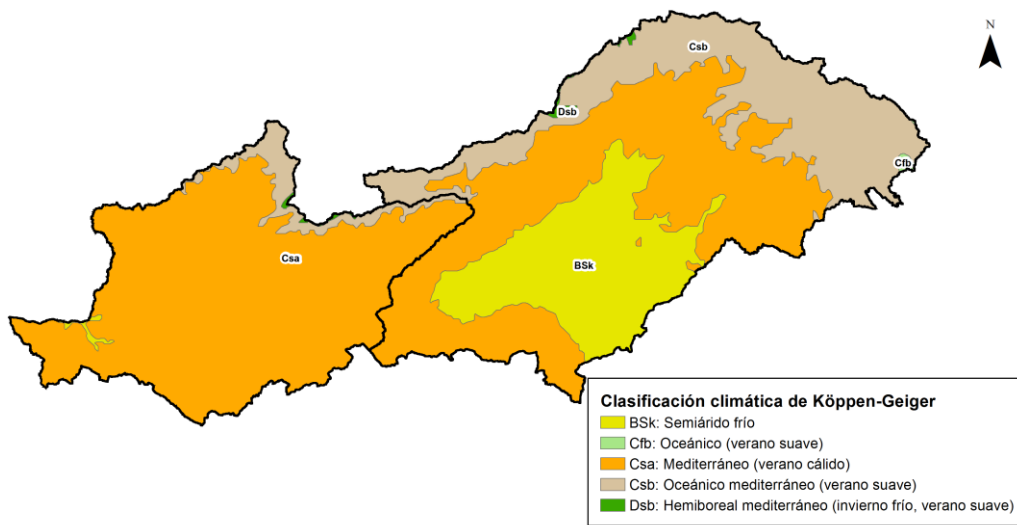 N
Csb
Dsb
Cfb
Csa
BSk
Clasificación climática de Köppen-Geiger
BSk: Semiárido frío
Cfb: Oceánico (verano suave)
Csa: Mediterráneo (verano cálido)
Csb: Oceánico mediterráneo (verano suave)
Dsb: Hemiboreal mediterráneo (invierno frío, verano suave)